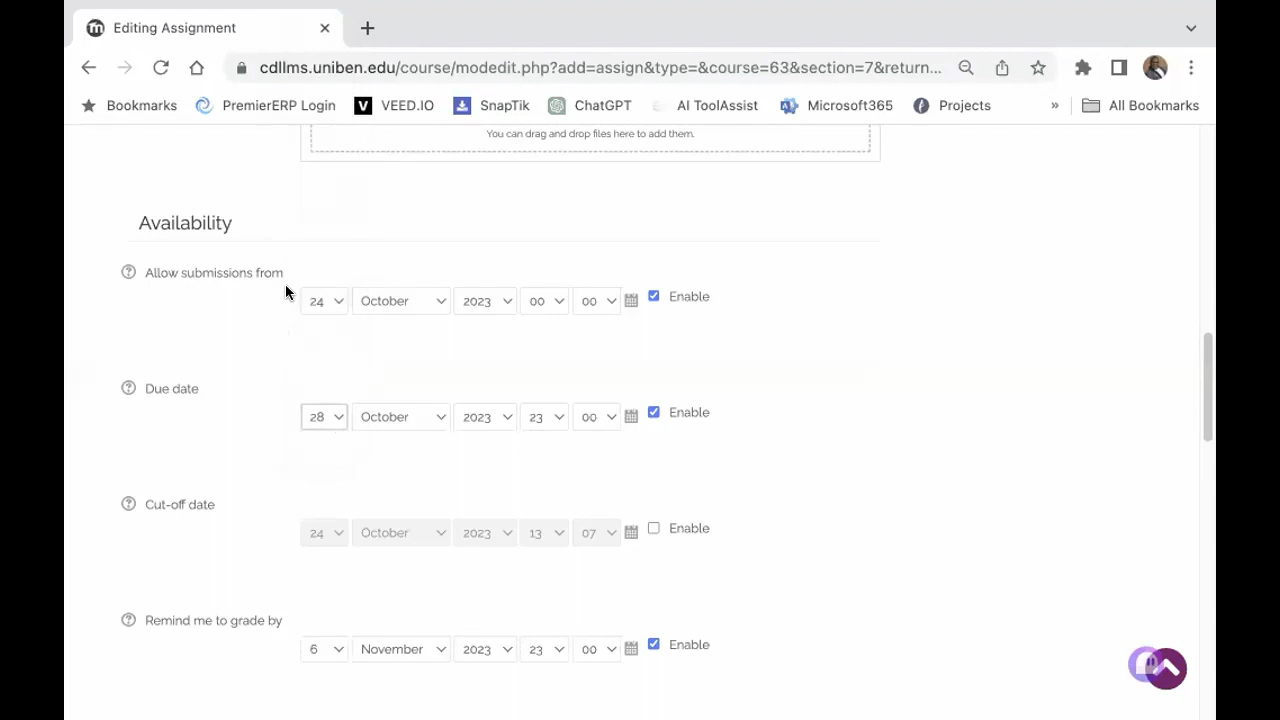 Editing Assignment
cdllms.uniben.edu/course/modedit.php?add=assign&type=&course=63&section=7&return...
Bookmarks PremierERP Login VEED.IO SnapTik ChatGPT AI ToolAssist Microsoft365 Projects » All Bookmarks
You can drag and drop files here to add them.
Availability
Allow submissions from
24 October 2023 00 00 Enable
Due date
28 October 2023 23 00 Enable
Cut-off date
24 October 2023 13 07 Enable
Remind me to grade by
6 November 2023 23 00 Enable